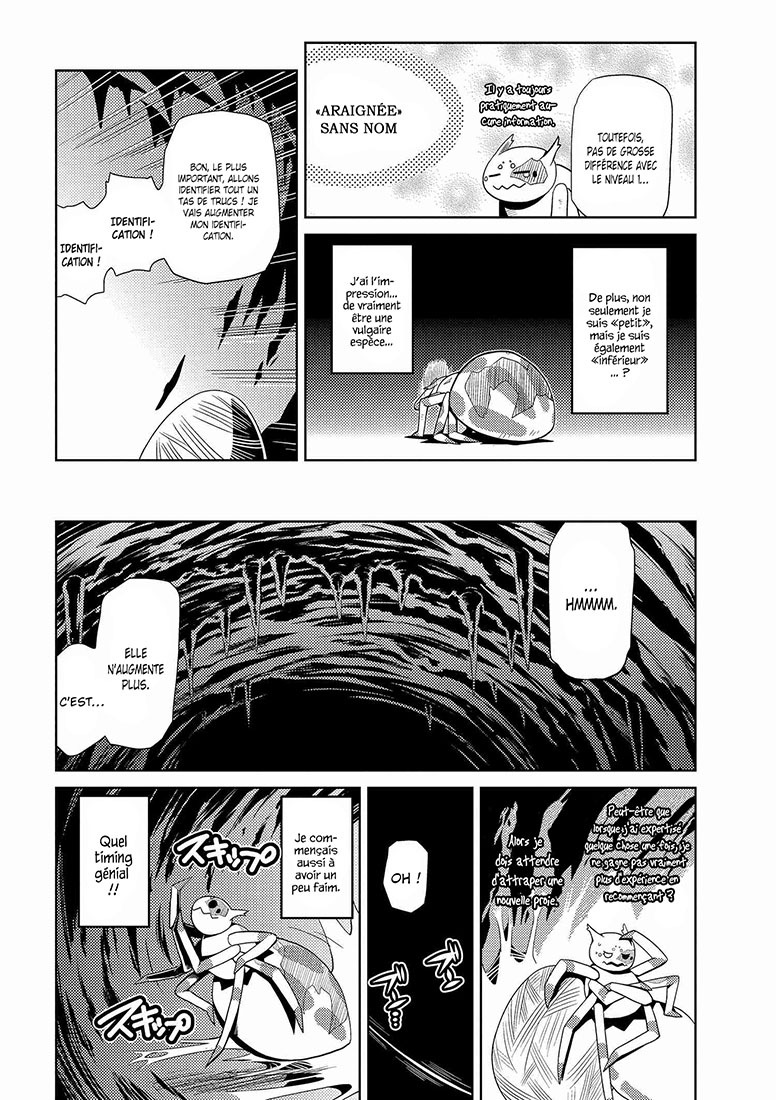 TOUTEFOIS,
PAS DE GROSSE
DIFFÉRENCE AVEC
LE NIVEAU 1...
Il y a toujours
pratiquement au-
cune information.
«ARAIGNÉE»
SANS NOM
De plus, non
seulement je
suis «petit»,
mais je suis
également
«inférieur»
... ?
J'ai l'im-
pression...
de vraiment
être une
vulgaire
espèce...
BON, LE PLUS
IMPORTANT, ALLONS
IDENTIFIER TOUT UN
TAS DE TRUCS ! JE
VAIS AUGMENTER
MON IDENTIFI-
CATION.
IDENTIFI-
CATION !
IDENTIFI-
CATION !
...
HMMMM.
ELLE
N'AUGMENTE
PLUS.
C'EST...
Peut-être que
lorsque j'ai expertisé
quelque chose une fois, je
ne gagne pas vraiment
plus d'expérience en
recommençant ?
Alors je
dois attendre
d'attraper une
nouvelle proie.
OH !
ズズ…
ズズ…
Je com-
mençais
aussi à
avoir un
peu faim.
Quel
timing
génial
!!
スキップ
スキップ